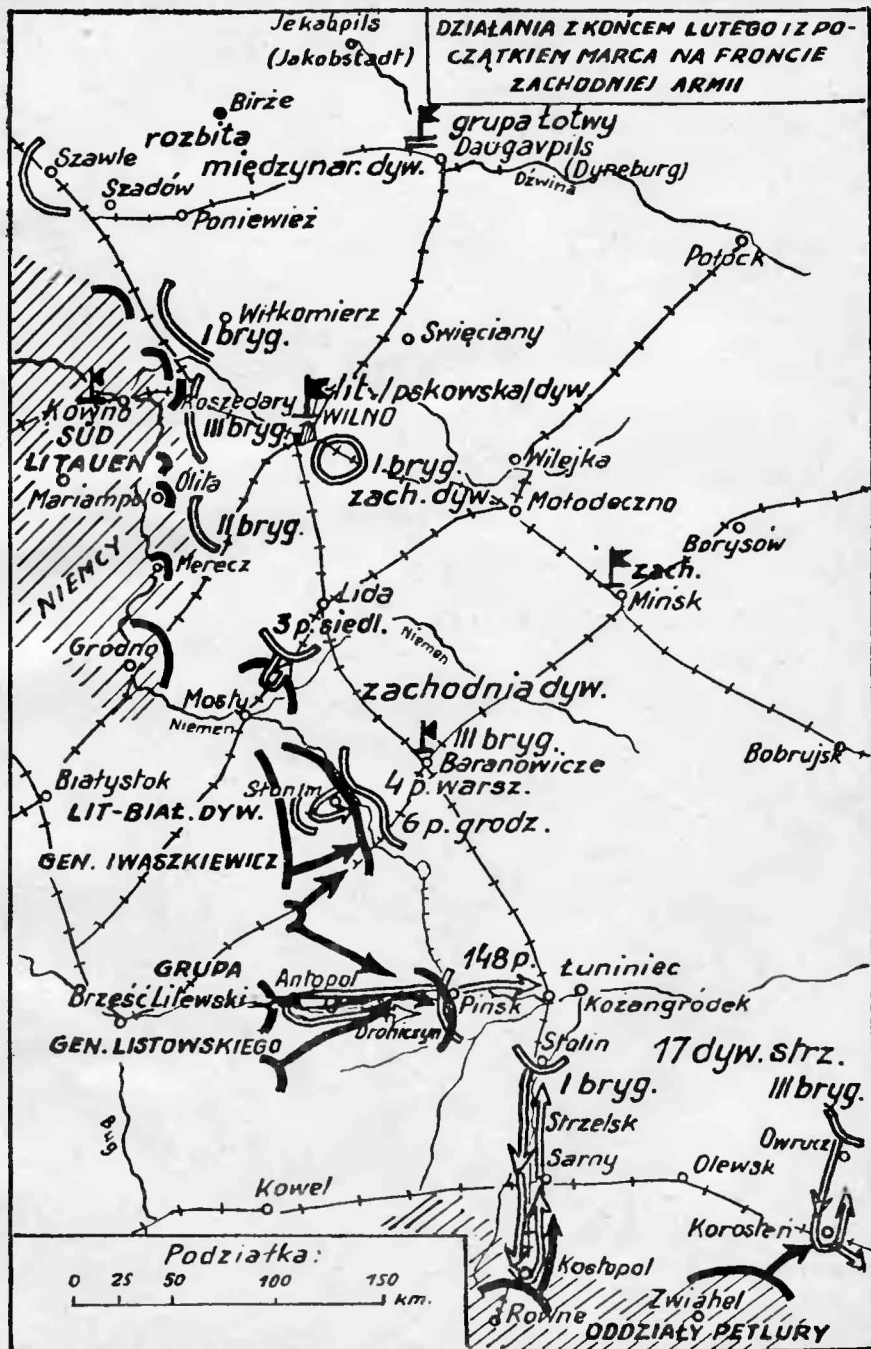 DZIAŁANIA Z KOŃCEM LUTEGO I Z PO-
CZĄTKIEM MARCA NA FRONCIE
ZACHODNIEJ ARMII
Jekabpils
(Jakobstadt)
Birże
rozbita
międzynar. dyw.
grupa Łotwy
Daugavpils
(Dyneburg)
Dźwina
Szawle
Szadów
Poniewież
Połock
Wiłkomierz
I bryg.
Święciany
lit./pskowska/dyw.
Koszedary
WILNO
III bryg.
Kowno
SÜD
LITAUEN
Mariampol
Olita
II bryg.
I. bryg.
zach. dyw.
Wilejka
Mołodeczno
Borysów
zach.
Mińsk
NIEMCY
Merecz
Lida
3 p. siedl.
Niemen
Grodno
Mosty
Niemen
zachodnia dyw.
III bryg.
Baranowicze
4 p. warsz.
6 p. grodz.
Bobrujsk
Białystok
Słonim
LIT-BIAŁ. DYW.
GEN. IWASZKIEWICZ
GRUPA
Brześć Litewski
GEN. LISTOWSKIEGO
Antopol
Drohiczyn
148 p.
Pińsk
Łuniniec
Kożangródek
Stolin
I bryg.
17 dyw. strz.
III bryg.
Strzelsk
Owrucz
Bug
Sarny
Olewsk
Kowel
Korosteń
Kostopol
Zwiahel
Równe
ODDZIAŁY PETLURY
Podziałka:
0 25 50 100 150
km.